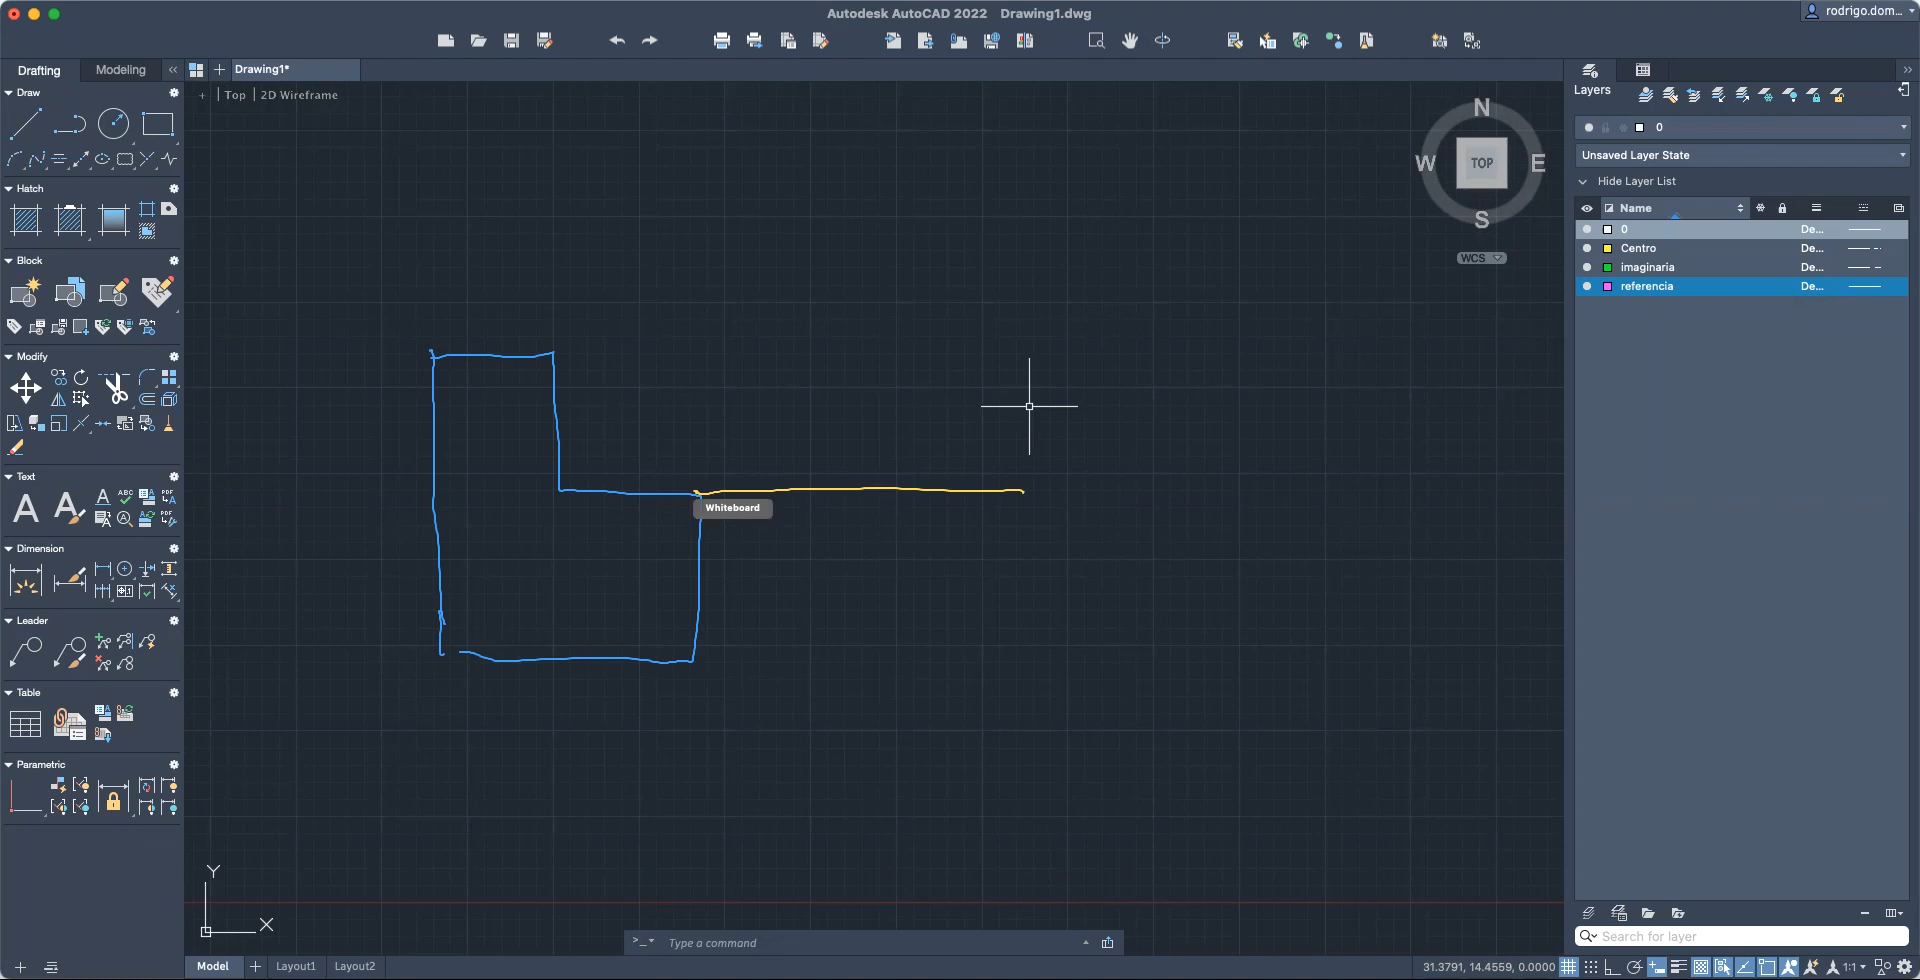 Autodesk AutoCAD 2022 Drawing1.dwg
rodrigo.dom...
Drafting
Modeling
Drawing1*
Draw
+ | Top | 2D Wireframe
Hatch
Block
Modify
Text
ABC
PDF
PDF
Dimension
Leader
Table
Parametric
N
W TOP E
S
WCS
Whiteboard
Y
X
>_ Type a command
Model
Layout1
Layout2
Layers
0
Unsaved Layer State
Hide Layer List
Name
0 De...
Centro De...
imaginaria De...
referencia De...
Search for layer
31.3791, 14.4559, 0.0000
1:1